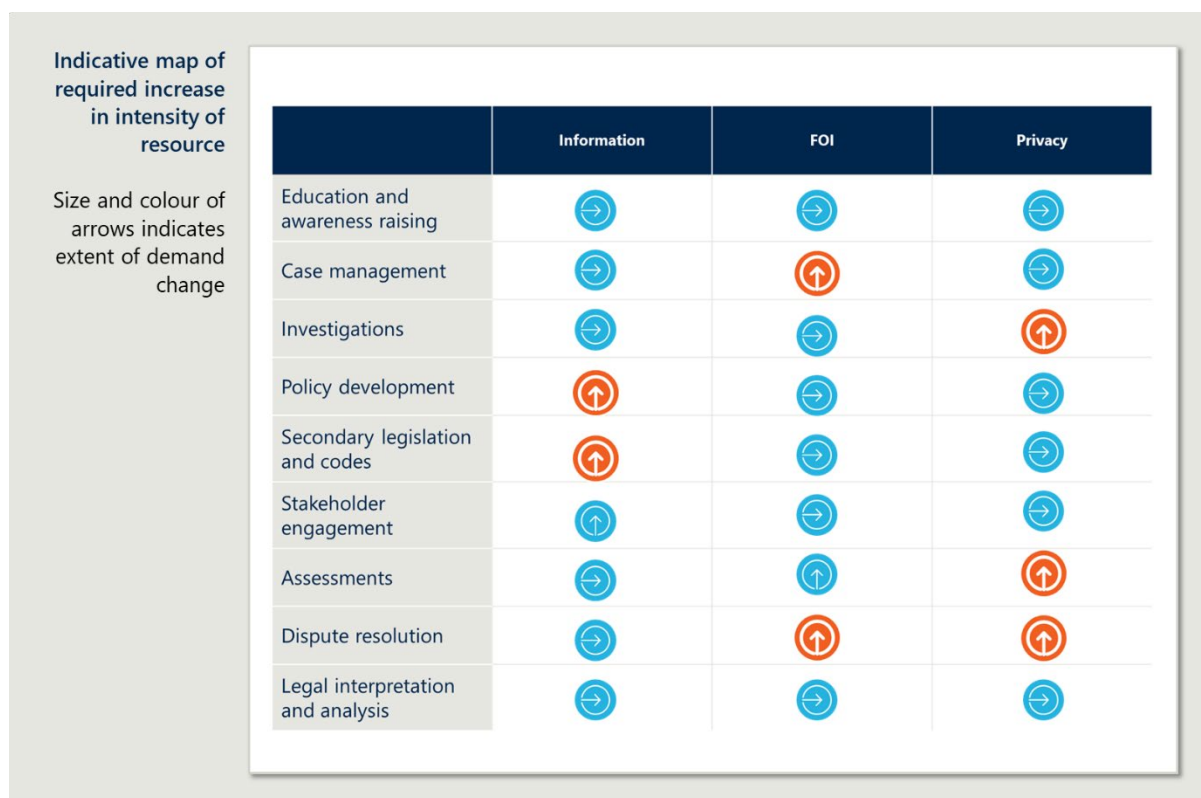 Indicative map of
required increase
in intensity of
resource
Size and colour of
arrows indicates
extent of demand
change
Information FOI Privacy
Education and
awareness raising
Case management
Investigations
Policy development
Secondary legislation
and codes
Stakeholder
engagement
Assessments
Dispute resolution
Legal interpretation
and analysis